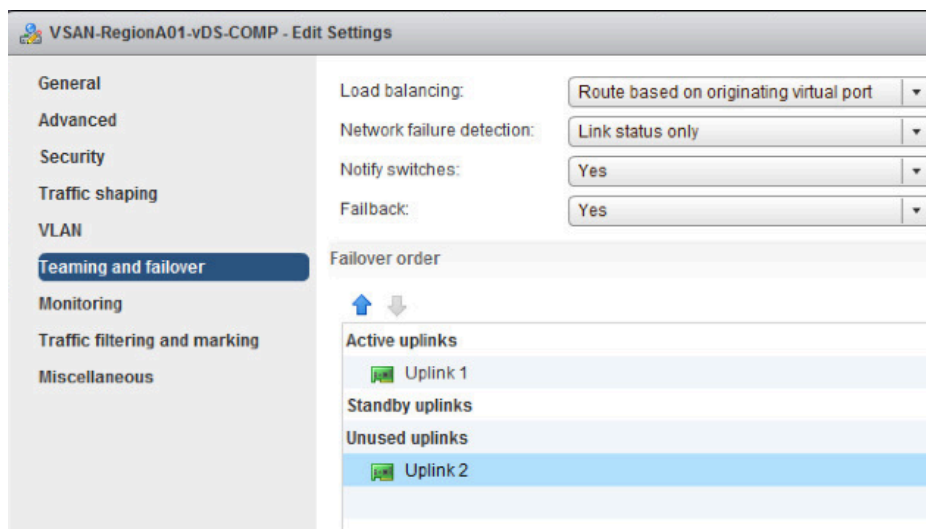 VSAN-RegionA01-vDS-COMP - Edit Settings
General
Advanced
Security
Traffic shaping
VLAN
Teaming and failover
Monitoring
Traffic filtering and marking
Miscellaneous
Load balancing: Route based on originating virtual port
Network failure detection: Link status only
Notify switches: Yes
Failback: Yes
Failover order
Active uplinks
Uplink 1
Standby uplinks
Unused uplinks
Uplink 2